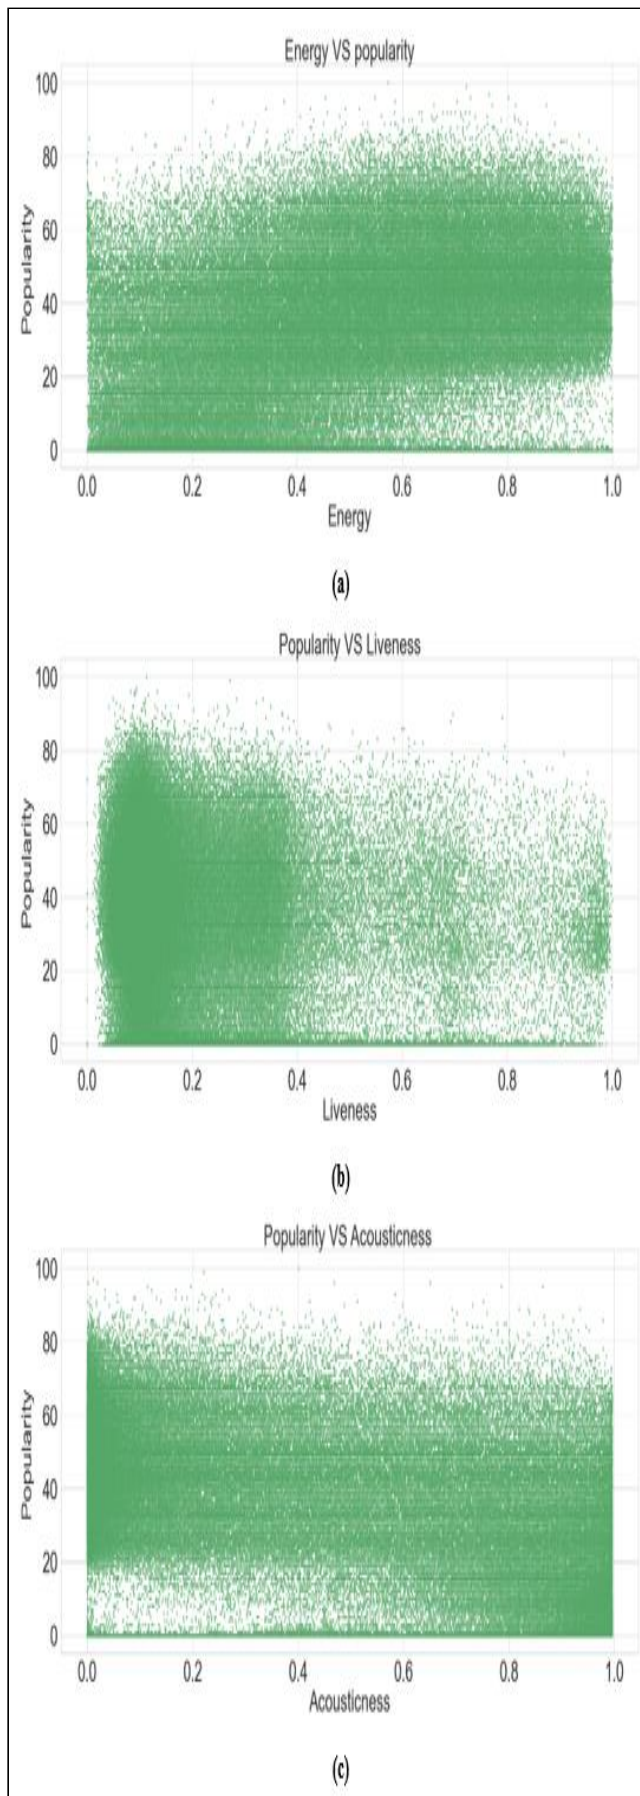 Energy VS popularity
100
80
60
40
20
0
Popularity
0.0 0.2 0.4 0.6 0.8 1.0
Energy
(a)
Popularity VS Liveness
100
80
60
40
20
0
Popularity
0.0 0.2 0.4 0.6 0.8 1.0
Liveness
(b)
Popularity VS Acousticness
100
80
60
40
20
0
Popularity
0.0 0.2 0.4 0.6 0.8 1.0
Acousticness
(c)